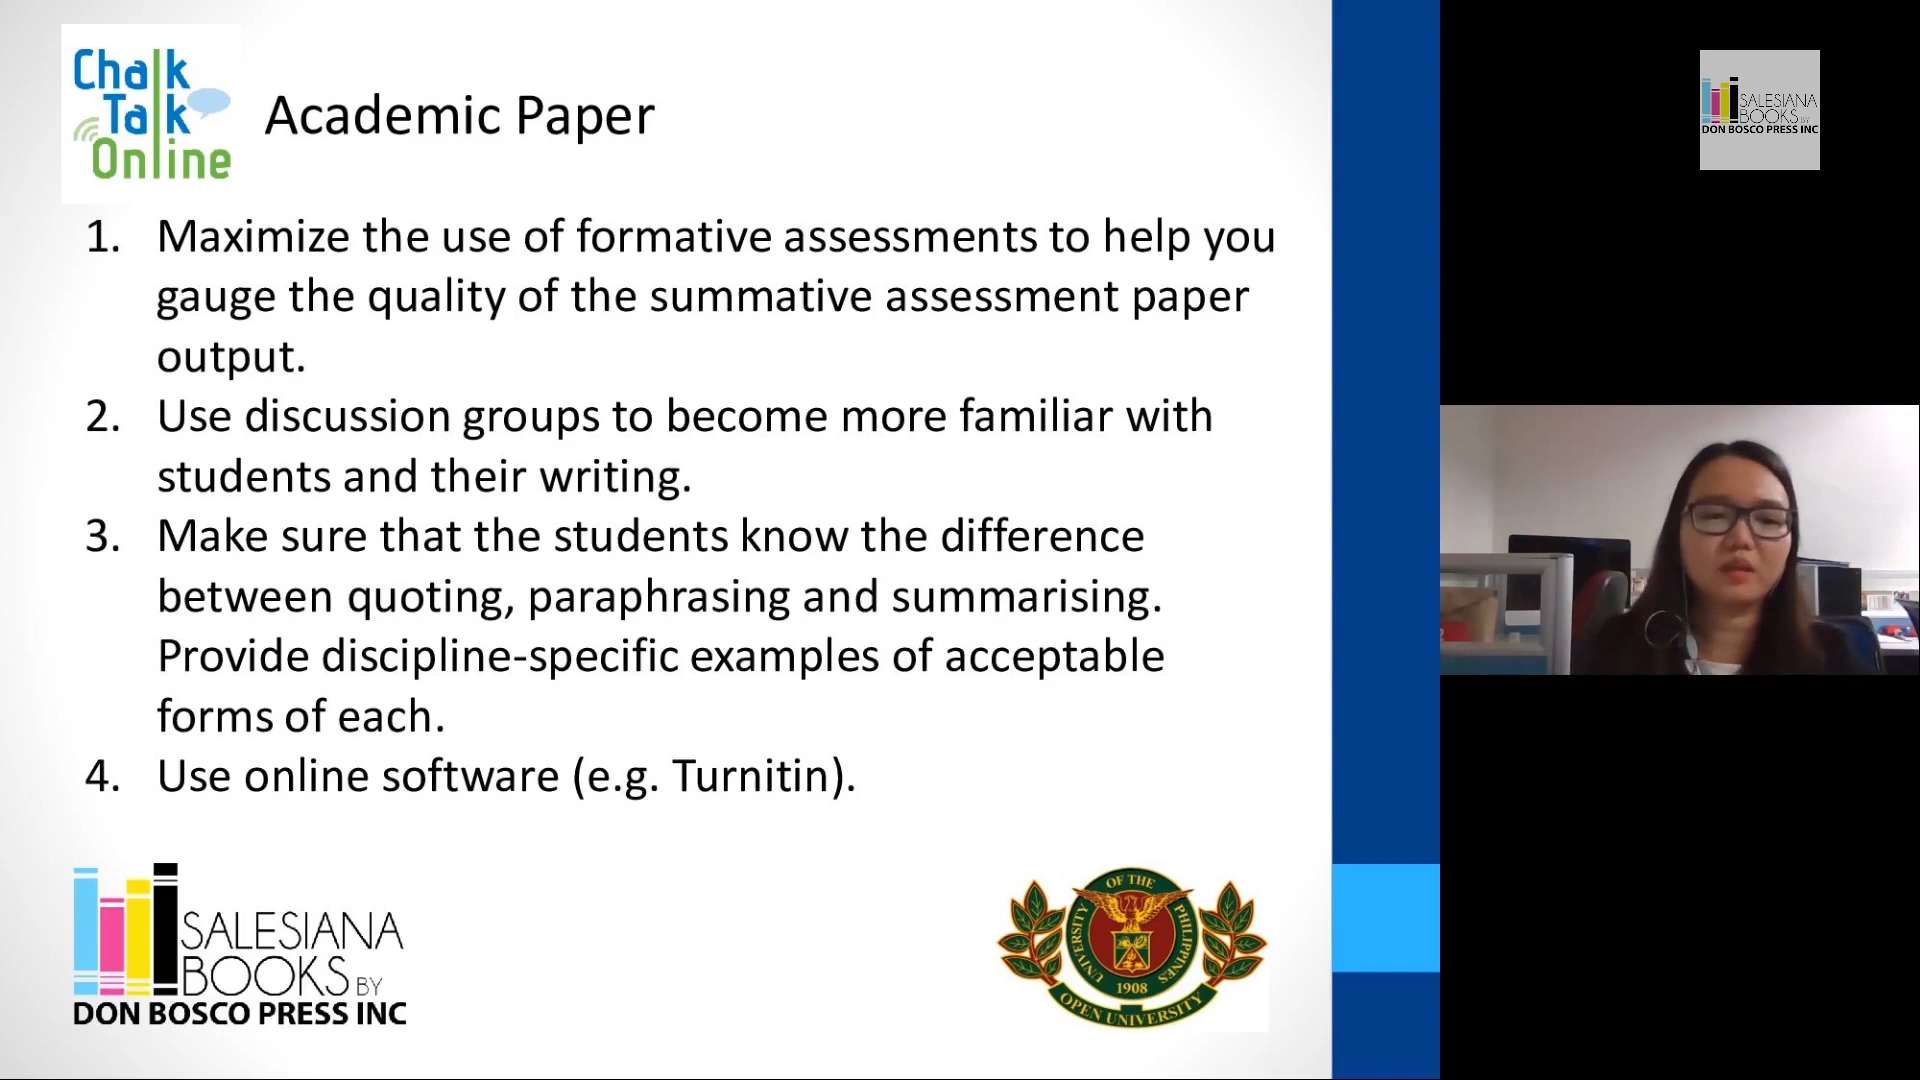 Chalk
Talk
Online
Academic Paper
1. Maximize the use of formative assessments to help you
gauge the quality of the summative assessment paper
output.
2. Use discussion groups to become more familiar with
students and their writing.
3. Make sure that the students know the difference
between quoting, paraphrasing and summarising.
Provide discipline-specific examples of acceptable
forms of each.
4. Use online software (e.g. Turnitin).
SALESIANA
BOOKS BY
DON BOSCO PRESS INC
UNIVERSITY OF THE PHILIPPINES
1908
OPEN UNIVERSITY
SALESIANA
BOOKS BY
DON BOSCO PRESS INC